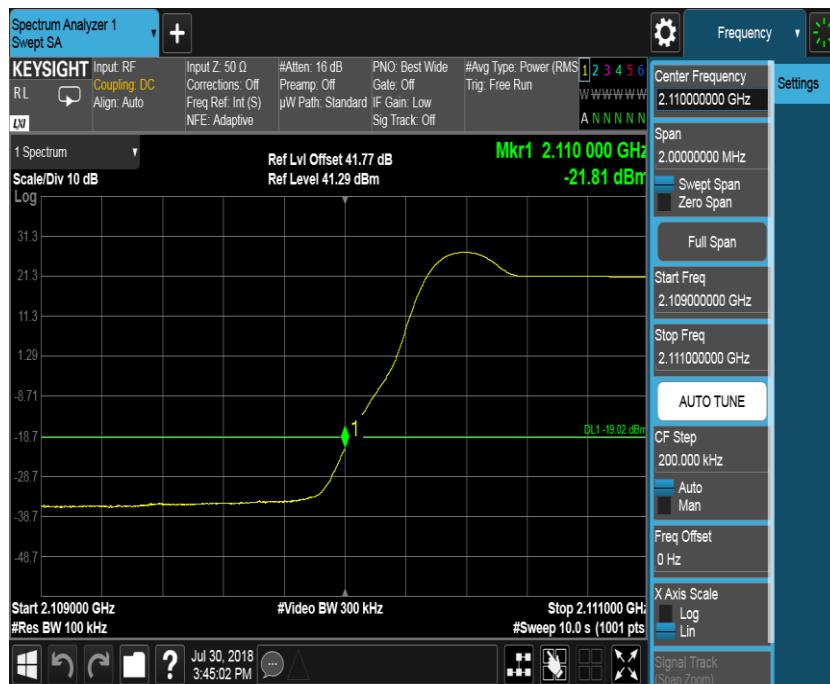 Spectrum Analyzer 1
Swept SA
+
Frequency
KEYSIGHT
RL
LXI
Input: RF
Coupling: DC
Align: Auto
Input Z: 50 Ω
Corrections: Off
Freq Ref: Int (S)
NFE: Adaptive
#Atten: 16 dB
Preamp: Off
µW Path: Standard
PNO: Best Wide
Gate: Off
IF Gain: Low
Sig Track: Off
#Avg Type: Power (RMS
Trig: Free Run
1 2 3 4 5 6
W W W W W W
A N N N N N
1 Spectrum
Scale/Div 10 dB
Log
Ref Lvl Offset 41.77 dB
Ref Level 41.29 dBm
Mkr1 2.110 000 GHz
-21.81 dBm
31.3
21.3
11.3
1.29
-8.71
-18.7
-28.7
-38.7
-48.7
1
DL1 -19.02 dBm
Start 2.109000 GHz
#Res BW 100 kHz
#Video BW 300 kHz
Stop 2.111000 GHz
#Sweep 10.0 s (1001 pts
?
Jul 30, 2018
3:45:02 PM
Center Frequency
2.110000000 GHz
Span
2.00000000 MHz
Swept Span
Zero Span
Full Span
Start Freq
2.109000000 GHz
Stop Freq
2.111000000 GHz
AUTO TUNE
CF Step
200.000 kHz
Auto
Man
Freq Offset
0 Hz
X Axis Scale
Log
Lin
Signal Track
(Span Zoom)
Settings